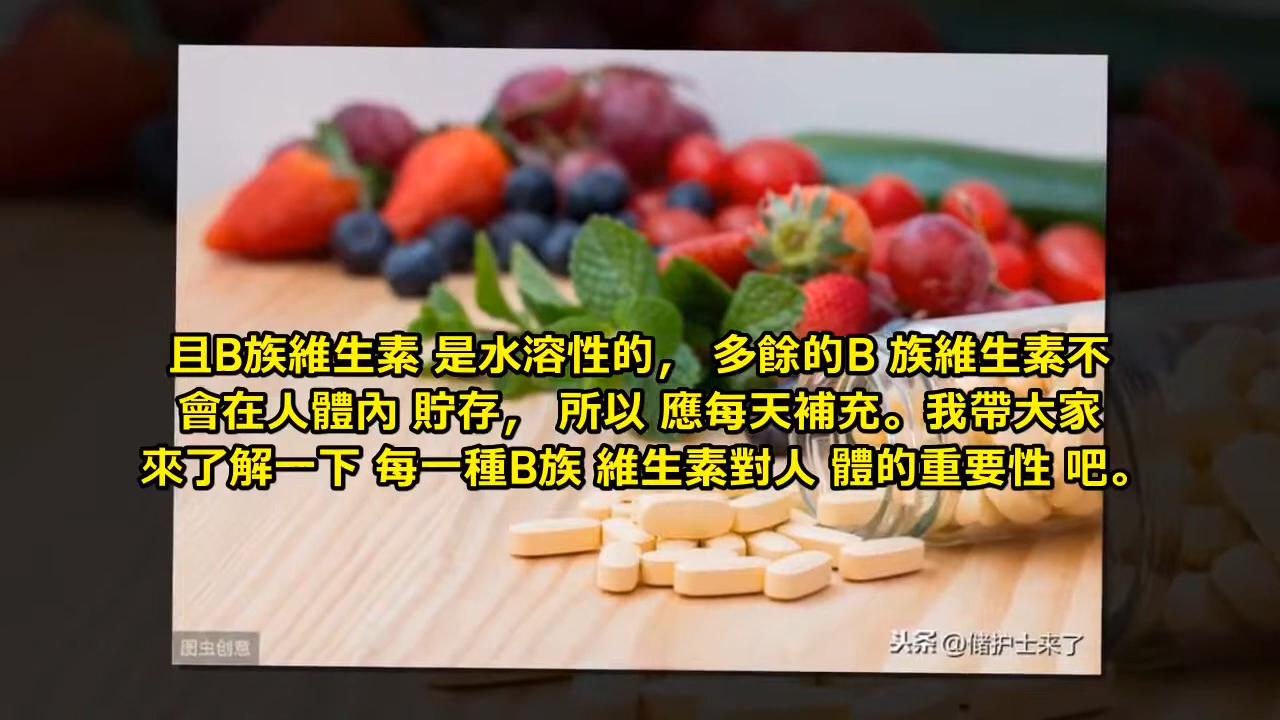 且B族維生素 是水溶性的， 多餘的B 族維生素不
會在人體內 貯存， 所以 應每天補充。我帶大家
來了解一下 每一種B族 維生素對人 體的重要性 吧。
图虫创意
头条 @储护士来了